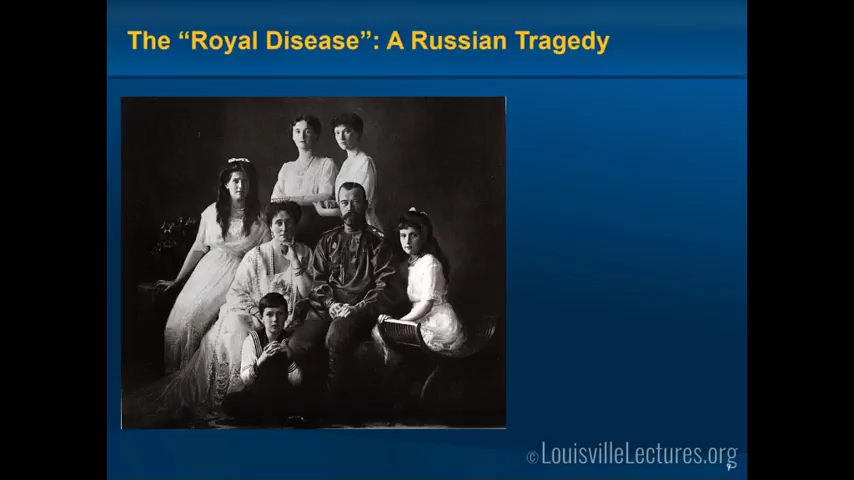 The “Royal Disease”: A Russian Tragedy
© LouisvilleLectures.org